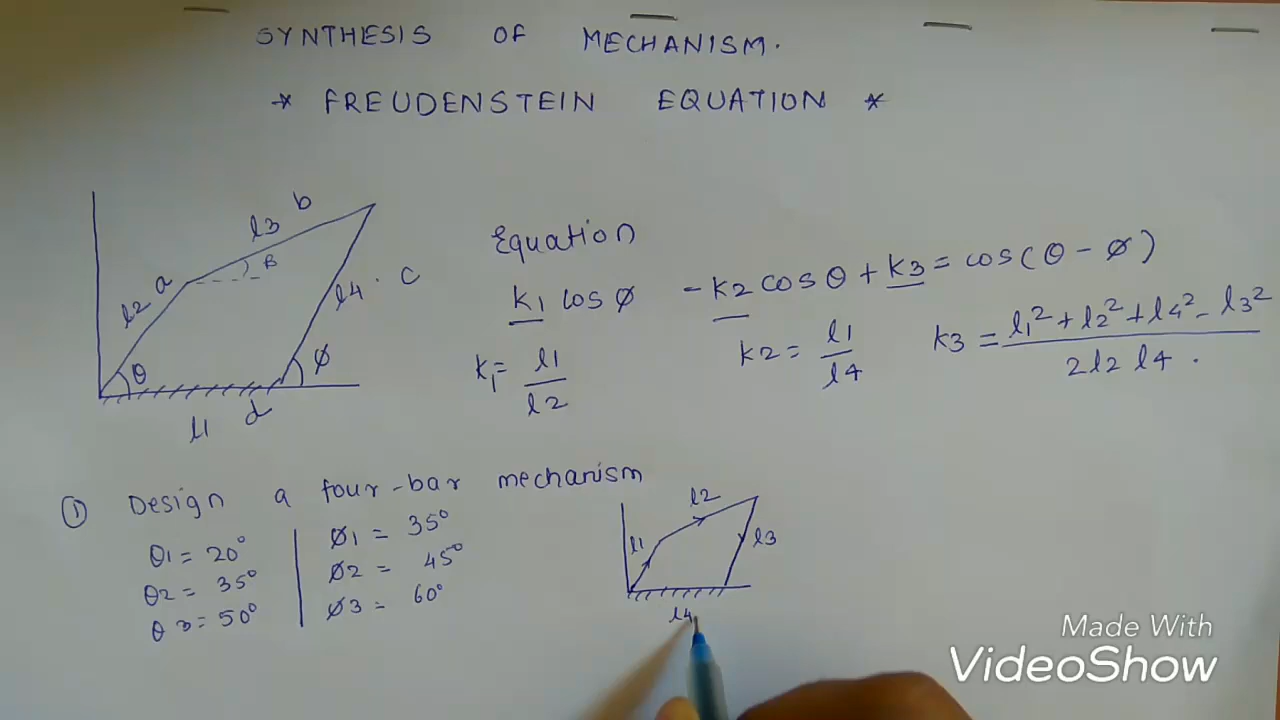 SYNTHESIS OF MECHANISM.
* FREUDENSTEIN EQUATION *
l2 a l3 b β l4 c
θ φ
l1 d
Equation
k1 cos φ - k2 cos θ + k3 = cos(θ - φ)
k1 = l1/l2 k2 = l1/l4 k3 = l1² + l2² + l4² - l3² / 2l2 l4 .
① Design a four-bar mechanism
θ1 = 20° φ1 = 35°
θ2 = 35° φ2 = 45°
θ3 = 50° φ3 = 60°
l1 l2 l3
l4
Made With
VideoShow